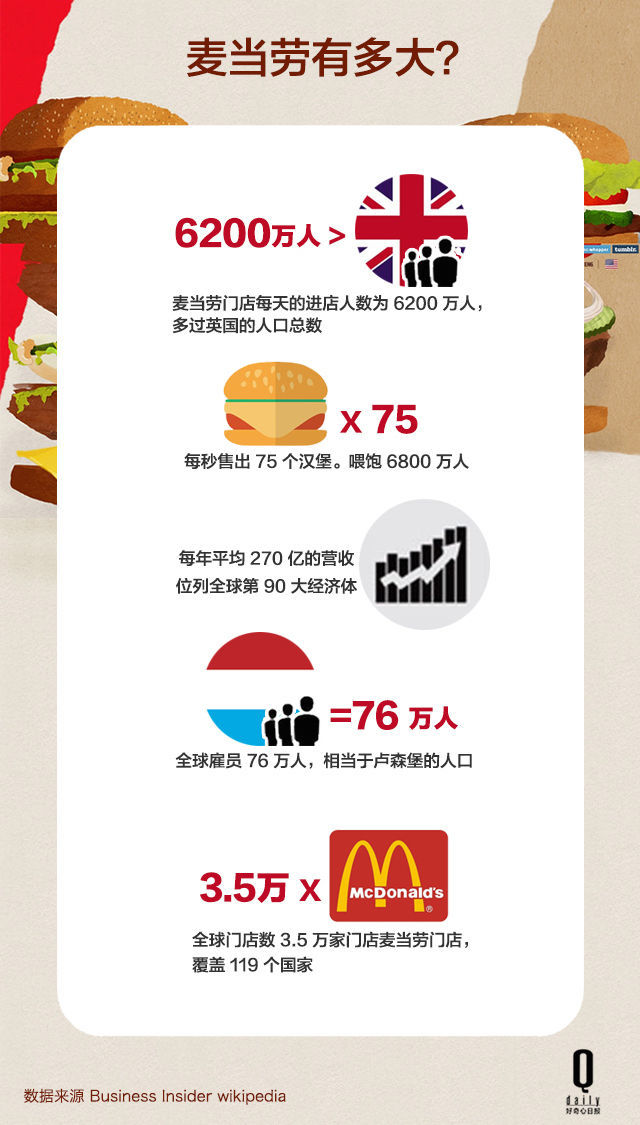 麦当劳有多大?
6200万人 >
麦当劳门店每天的进店人数为 6200 万人，
多过英国的人口总数
x 75
每秒售出 75 个汉堡。喂饱 6800 万人
每年平均 270 亿的营收
位列全球第 90 大经济体
=76 万人
全球雇员 76 万人，相当于卢森堡的人口
3.5万 x
McDonald's
®
全球门店数 3.5 万家门店麦当劳门店，
覆盖 119 个国家
whopper
tumblr.
ENG
数据来源 Business Insider wikipedia
Q
daily
好奇心日报